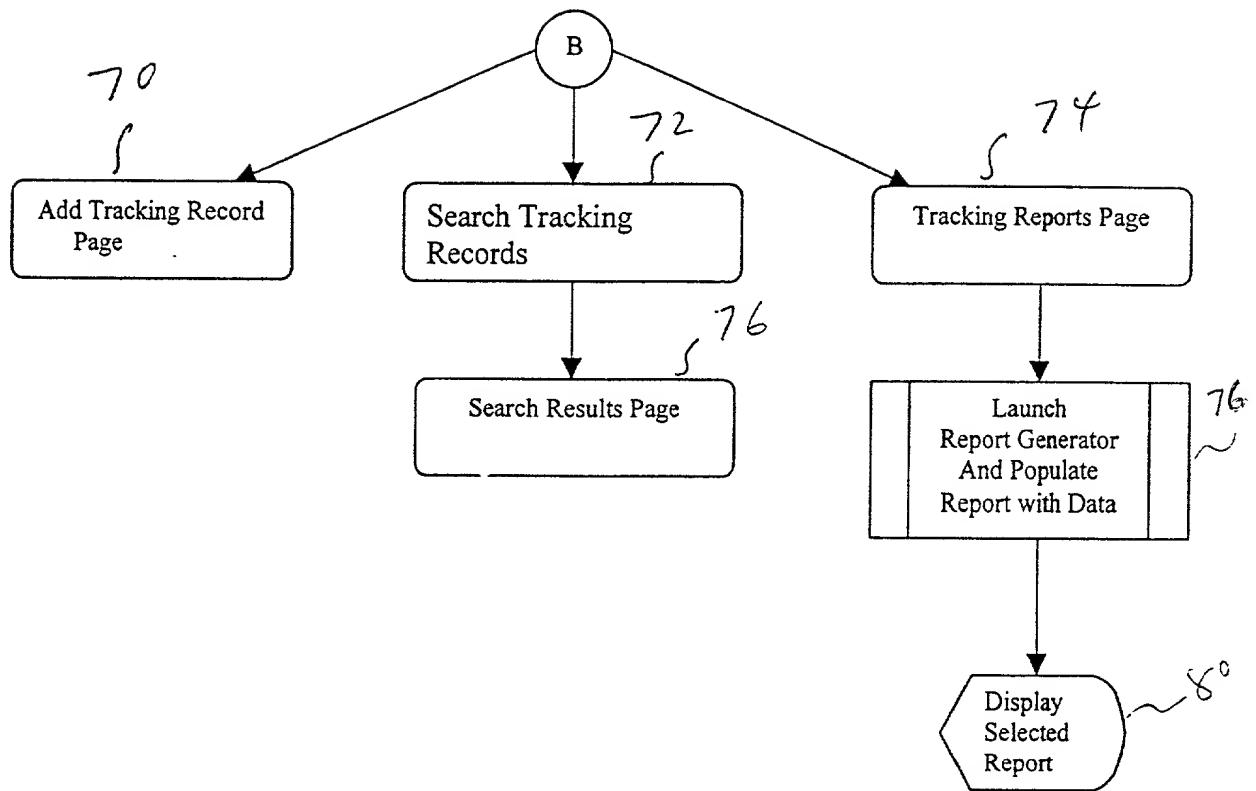 B
70
72
74
Add Tracking Record
Page
Search Tracking
Records
Tracking Reports Page
76
Search Results Page
76
Launch
Report Generator
And Populate
Report with Data
80
Display
Selected
Report